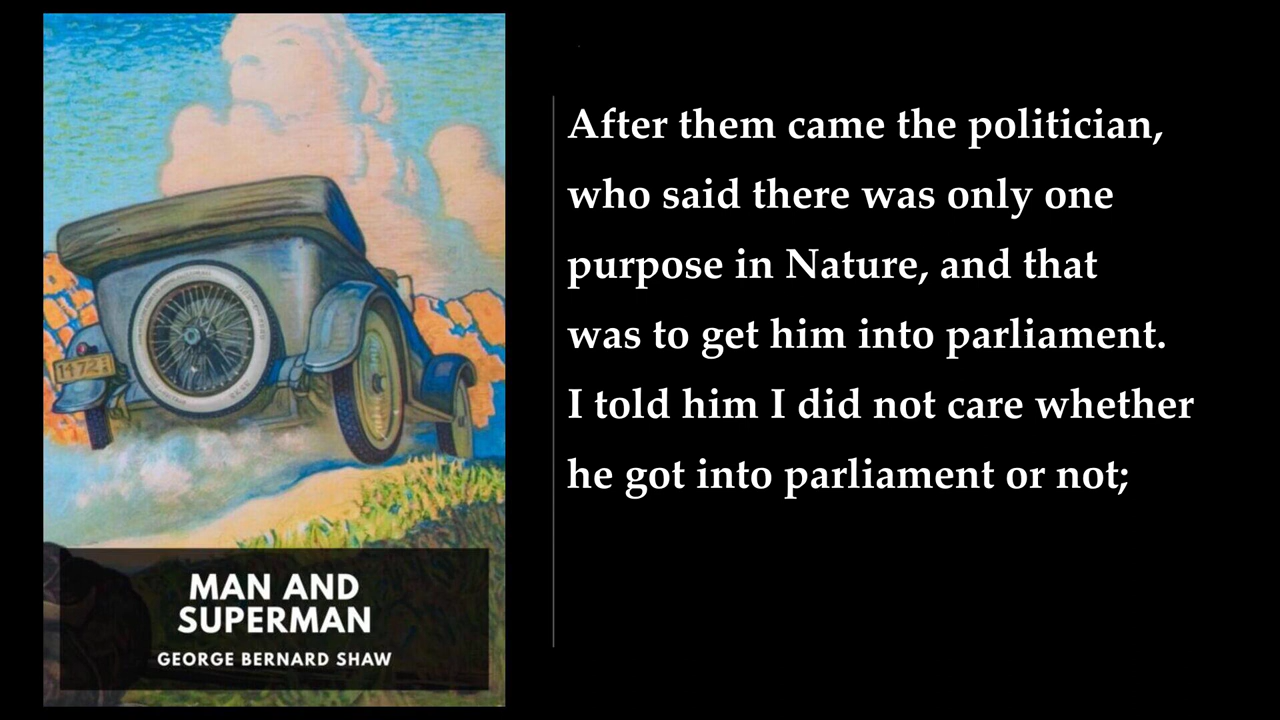 1472
MAN AND
SUPERMAN
GEORGE BERNARD SHAW
After them came the politician,
who said there was only one
purpose in Nature, and that
was to get him into parliament.
I told him I did not care whether
he got into parliament or not;